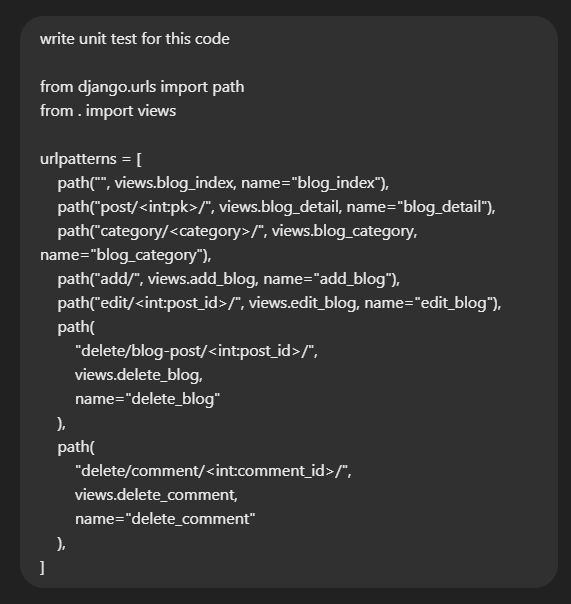 write unit test for this code

from django.urls import path
from . import views

urlpatterns = [
    path("", views.blog_index, name="blog_index"),
    path("post/<int:pk>/", views.blog_detail, name="blog_detail"),
    path("category/<category>/", views.blog_category,
name="blog_category"),
    path("add/", views.add_blog, name="add_blog"),
    path("edit/<int:post_id>/", views.edit_blog, name="edit_blog"),
    path(
        "delete/blog-post/<int:post_id>/",
        views.delete_blog,
        name="delete_blog"
    ),
    path(
        "delete/comment/<int:comment_id>/",
        views.delete_comment,
        name="delete_comment"
    ),
]